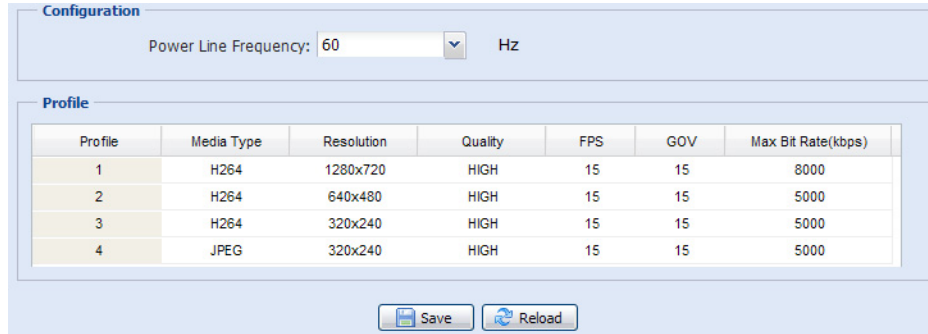 Configuration
Power Line Frequency: 60 Hz
Profile
Profile Media Type Resolution Quality FPS GOV Max Bit Rate(kbps)
1 H264 1280x720 HIGH 15 15 8000
2 H264 640x480 HIGH 15 15 5000
3 H264 320x240 HIGH 15 15 5000
4 JPEG 320x240 HIGH 15 15 5000
Save Reload